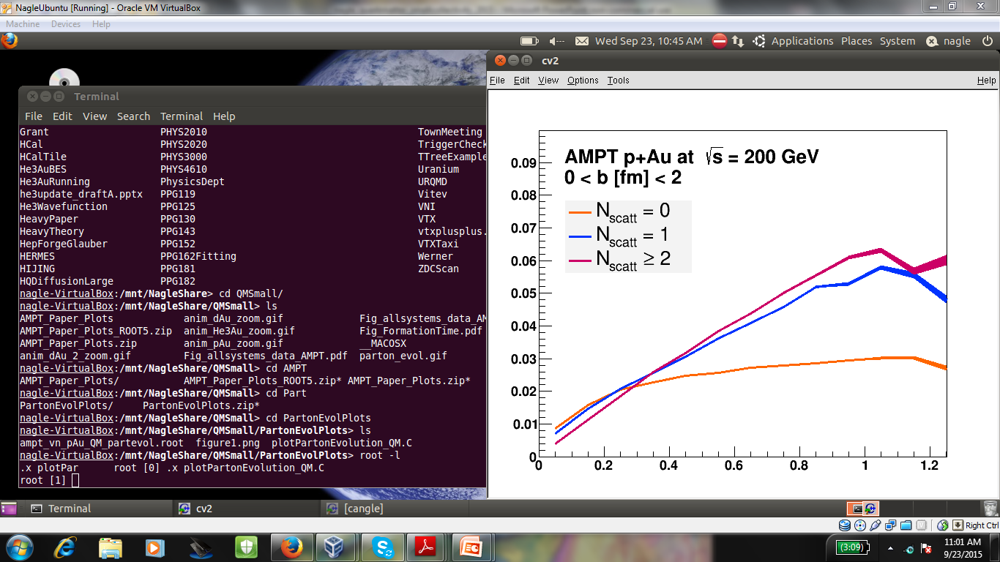 NagleUbuntu [Running] - Oracle VM VirtualBox
Machine Devices Help
Wed Sep 23, 10:45 AM Applications Places System nagle
Terminal
File Edit View Search Terminal Help
Grant PHYS2010 TownMeeting
HCal PHYS2020 TriggerCheck
HCalTile PHYS3000 TTreeExample
He3AuBES PHYS4610 Uranium
He3AuRunning PhysicsDept URQMD
he3update_draftA.pptx PPG119 Vitev
He3Wavefunction PPG125 VNI
HeavyPaper PPG130 VTX
HeavyTheory PPG143 vtxplusplus.
HepForgeGlauber PPG152 VTXTaxi
HERMES PPG162Fitting Werner
HIJING PPG181 ZDCScan
HQDiffusionLarge PPG182
nagle-VirtualBox:/mnt/NagleShare> cd QMSmall/
nagle-VirtualBox:/mnt/NagleShare/QMSmall> ls
AMPT_Paper_Plots anim_dAu_zoom.gif Fig_allsystems_data_AM
AMPT_Paper_Plots_ROOT5.zip anim_He3Au_zoom.gif Fig_FormationTime.pdf
AMPT_Paper_Plots.zip anim_pAu_zoom.gif __MACOSX
anim_dAu_2_zoom.gif Fig_allsystems_data_AMPT.pdf parton_evol.gif
nagle-VirtualBox:/mnt/NagleShare/QMSmall> cd AMPT
AMPT_Paper_Plots/ AMPT_Paper_Plots_ROOT5.zip* AMPT_Paper_Plots.zip*
nagle-VirtualBox:/mnt/NagleShare/QMSmall> cd Part
PartonEvolPlots/ PartonEvolPlots.zip*
nagle-VirtualBox:/mnt/NagleShare/QMSmall> cd PartonEvolPlots
nagle-VirtualBox:/mnt/NagleShare/QMSmall/PartonEvolPlots> ls
ampt_vn_pAu_QM_partevol.root figure1.png plotPartonEvolution_QM.C
nagle-VirtualBox:/mnt/NagleShare/QMSmall/PartonEvolPlots> root -l
.x plotPar root [0] .x plotPartonEvolution_QM.C
root [1]
cv2
File Edit View Options Tools Help
AMPT p+Au at √s = 200 GeV
0 < b [fm] < 2
N_scatt = 0
N_scatt = 1
N_scatt ≥ 2
0.09
0.08
0.07
0.06
0.05
0.04
0.03
0.02
0.01
0
0 0.2 0.4 0.6 0.8 1 1.2
Terminal cv2 [cangle]
Right Ctrl
(3:09)
11:01 AM
9/23/2015